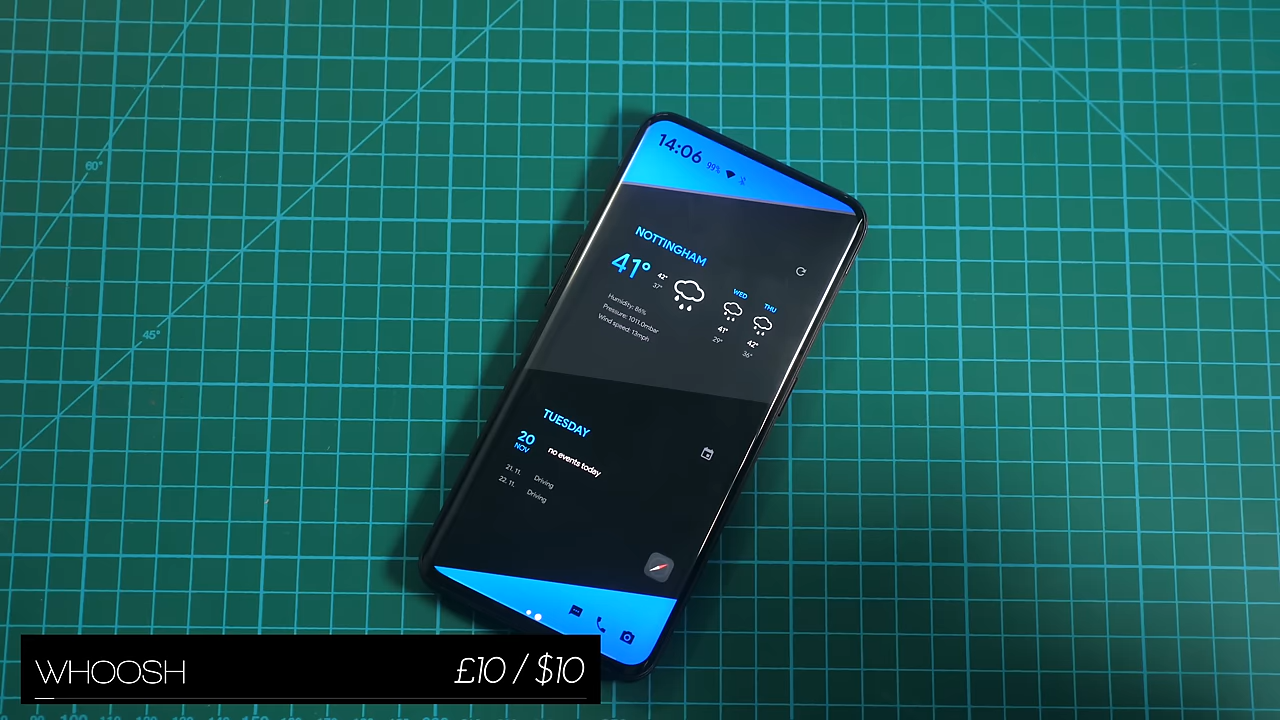 60°
45°
14:06 99%
NOTTINGHAM
41° 42° 37°
Humidity: 86%
Pressure: 1011.0mbar
Wind speed: 13mph
WED THU
41° 42°
29° 36°
TUESDAY
20 NOV
no events today
21. 11. Driving
22. 11. Driving
WHOOSH £10 / $10